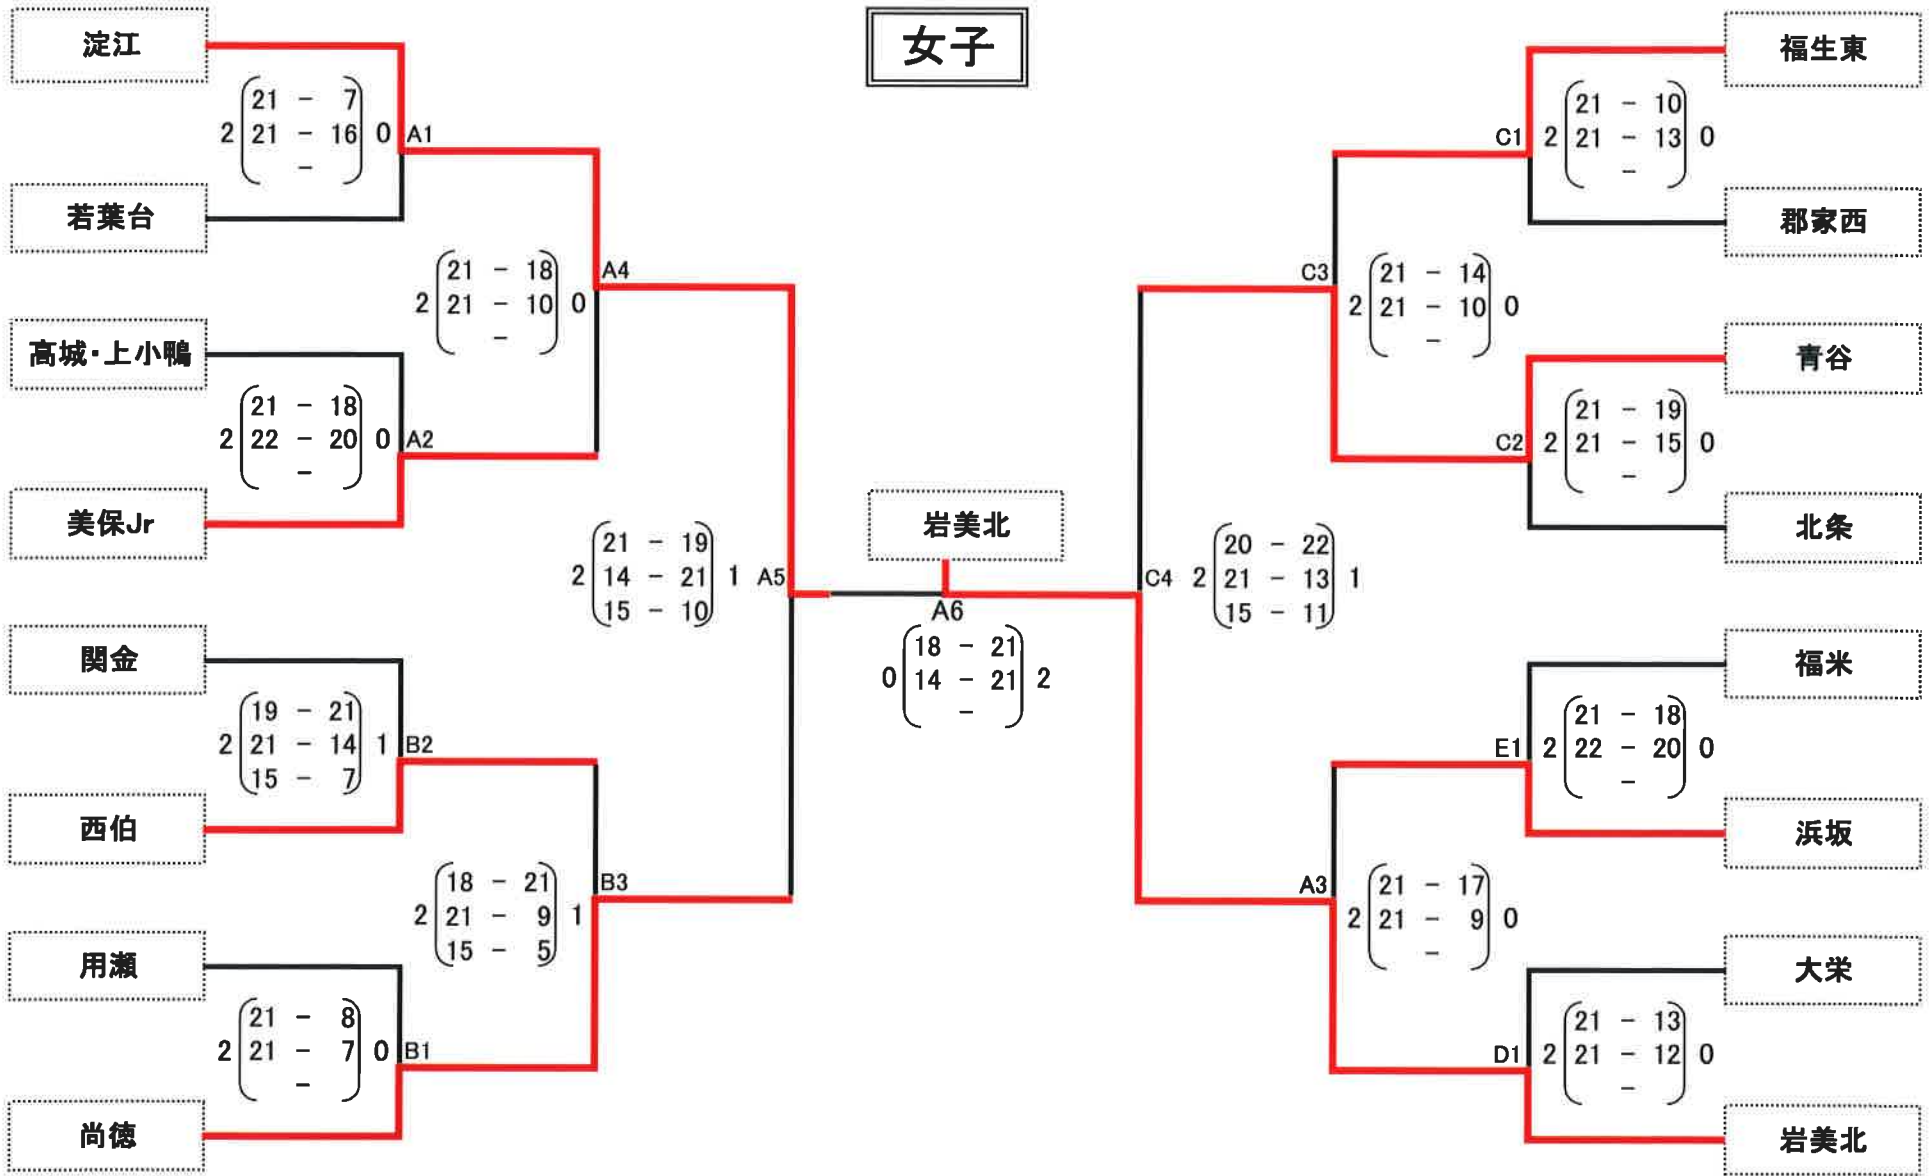 女子
淀江
21 - 7
2 21 - 16 0 A1
-
若葉台
21 - 18 A4
2 21 - 10 0
-
高城・上小鴨
21 - 18
2 22 - 20 0 A2
-
美保Jr
21 - 19
2 14 - 21 1 A5
15 - 10
関金
19 - 21
2 21 - 14 1 B2
15 - 7
西伯
18 - 21 B3
2 21 - 9 1
15 - 5
用瀬
21 - 8
2 21 - 7 0 B1
-
尚徳
岩美北
A6
18 - 21
0 14 - 21 2
-
福生東
21 - 10
C1 2 21 - 13 0
-
郡家西
C3 21 - 14
2 21 - 10 0
-
青谷
21 - 19
C2 2 21 - 15 0
-
北条
20 - 22
C4 2 21 - 13 1
15 - 11
福米
21 - 18
E1 2 22 - 20 0
-
浜坂
A3 21 - 17
2 21 - 9 0
-
大栄
21 - 13
D1 2 21 - 12 0
-
岩美北